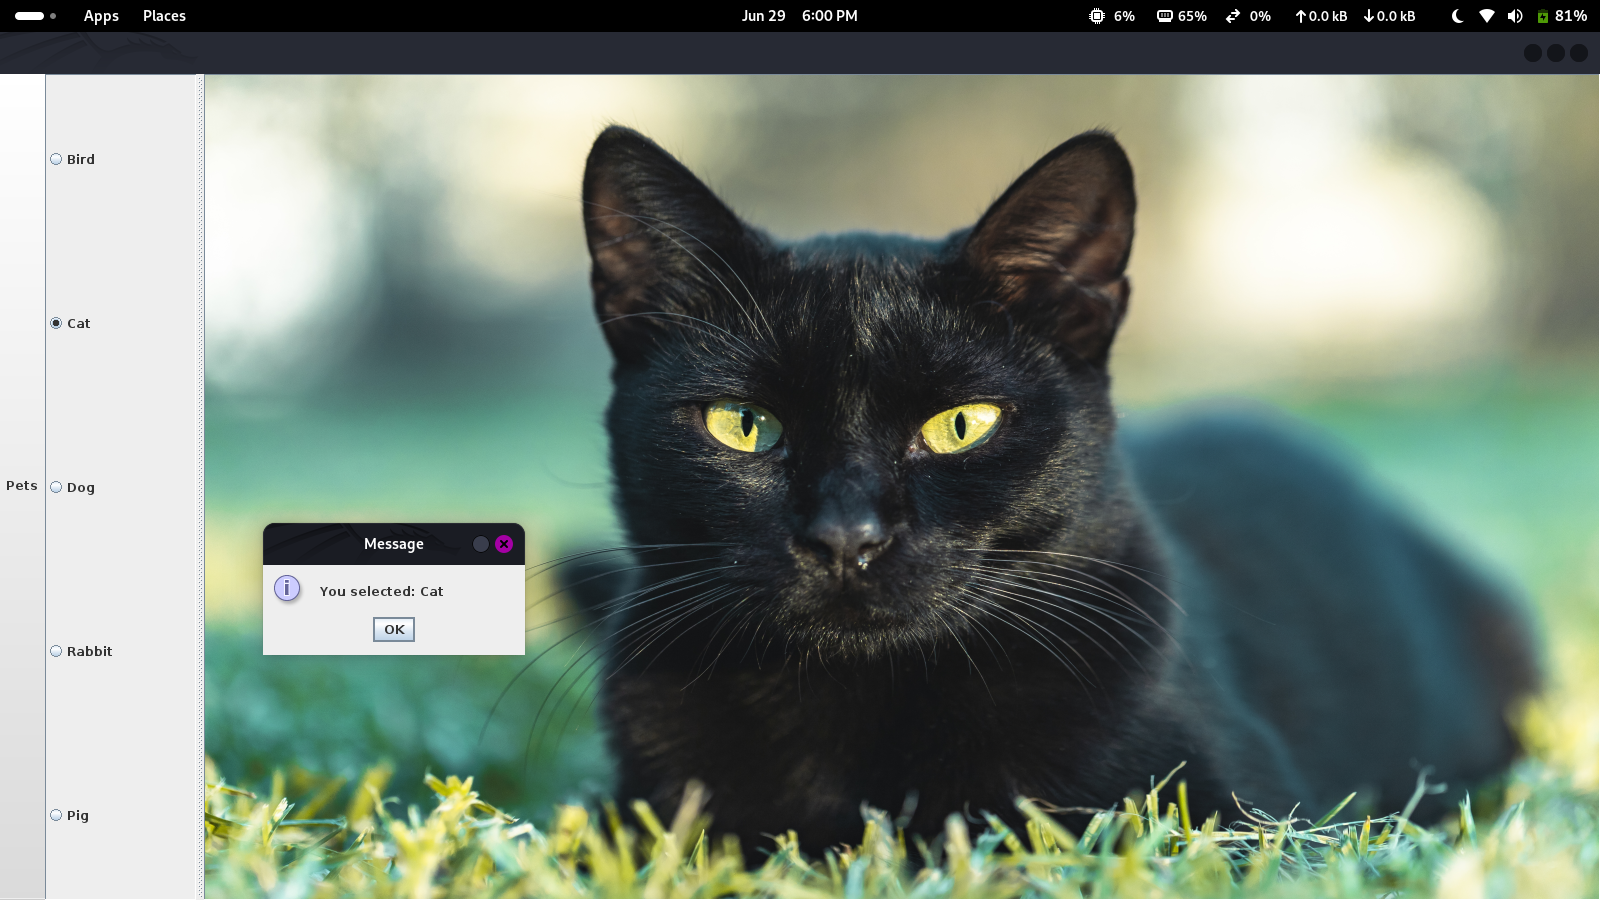 Apps Places Jun 29 6:00 PM 6% 65% 0% 0.0 kB 0.0 kB 81%
Bird
Cat
Pets
Dog
Message
You selected: Cat
OK
Rabbit
Pig